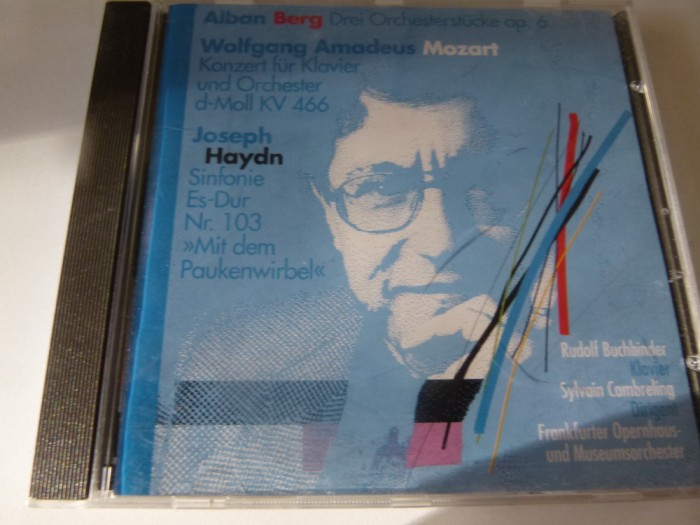 Alban Berg Drei Orchesterstücke op. 6
Wolfgang Amadeus Mozart
Konzert für Klavier
und Orchester
d-Moll KV 466
Joseph
Haydn
Sinfonie
Es-Dur
Nr. 103
»Mit dem
Paukenwirbel«
Rudolf Buchbinder
Klavier
Sylvain Cambreling
Dirigent
Frankfurter Opernhaus-
und Museumsorchester